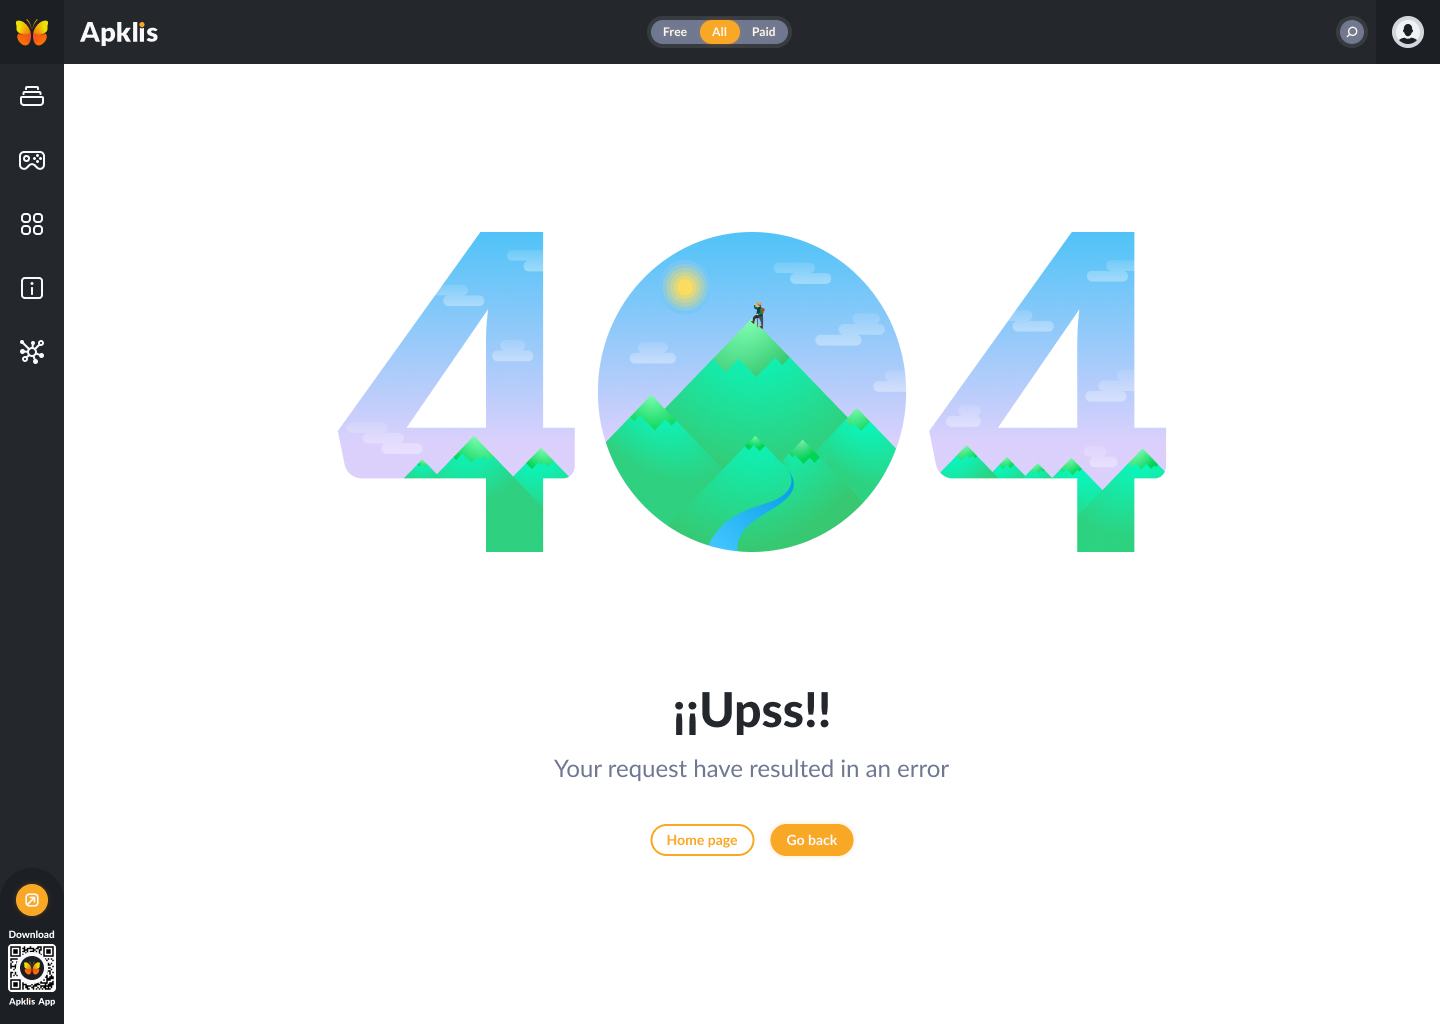 Apklis
Free All Paid
404
¡¡Upss!!
Your request have resulted in an error
Home page
Go back
Download
Apklis App